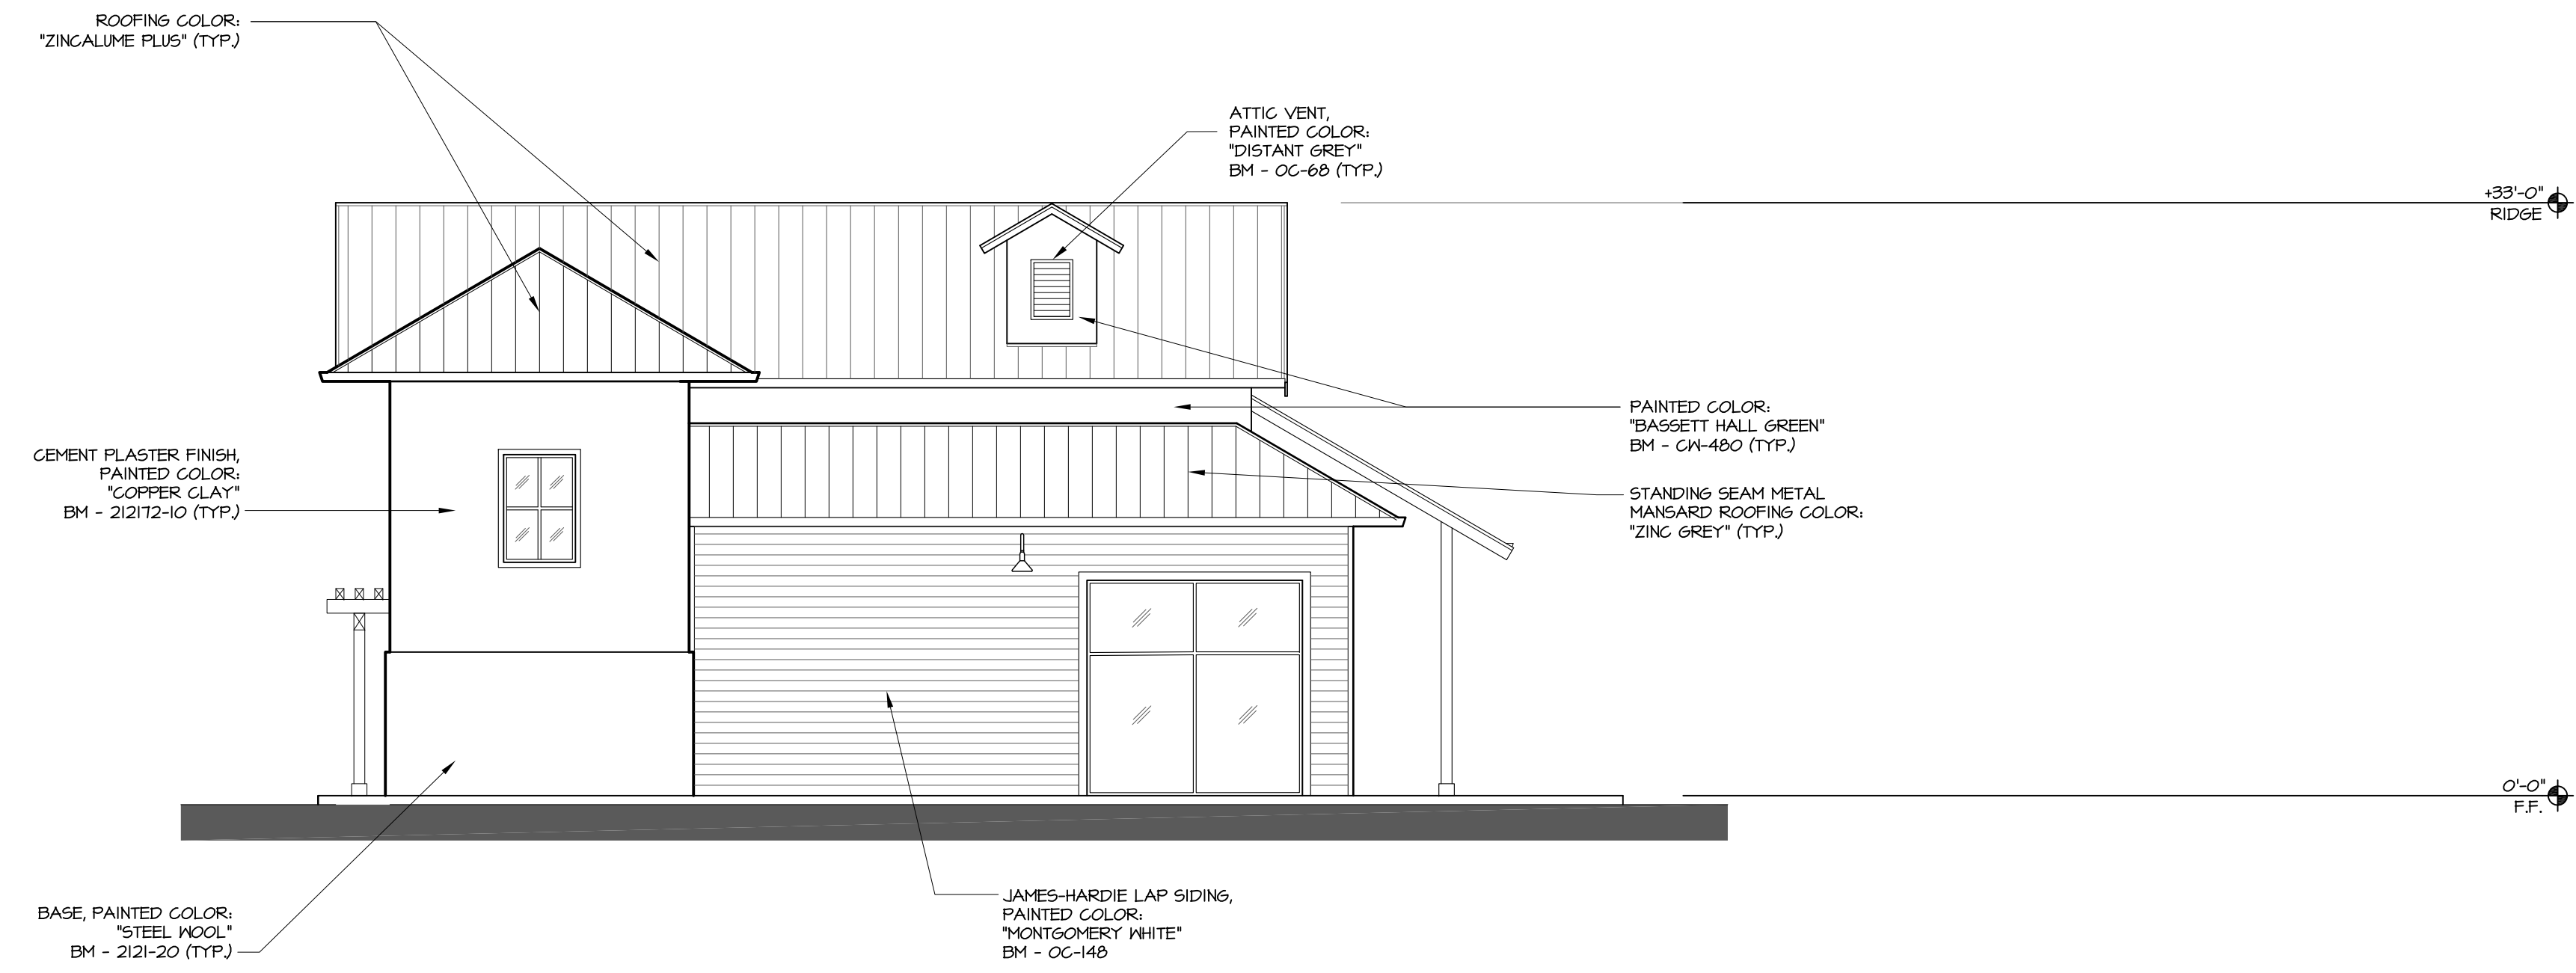 ROOFING COLOR:
"ZINCALUME PLUS" (TYP.)
ATTIC VENT,
PAINTED COLOR:
"DISTANT GREY"
BM - OC-68 (TYP.)
+33'-0"
RIDGE
PAINTED COLOR:
"BASSETT HALL GREEN"
BM - CW-480 (TYP.)
CEMENT PLASTER FINISH,
PAINTED COLOR:
"COPPER CLAY"
BM - 212172-10 (TYP.)
STANDING SEAM METAL
MANSARD ROOFING COLOR:
"ZINC GREY" (TYP.)
0'-0"
F.F.
JAMES-HARDIE LAP SIDING,
PAINTED COLOR:
"MONTGOMERY WHITE"
BM - OC-148
BASE, PAINTED COLOR:
"STEEL WOOL"
BM - 2121-20 (TYP.)